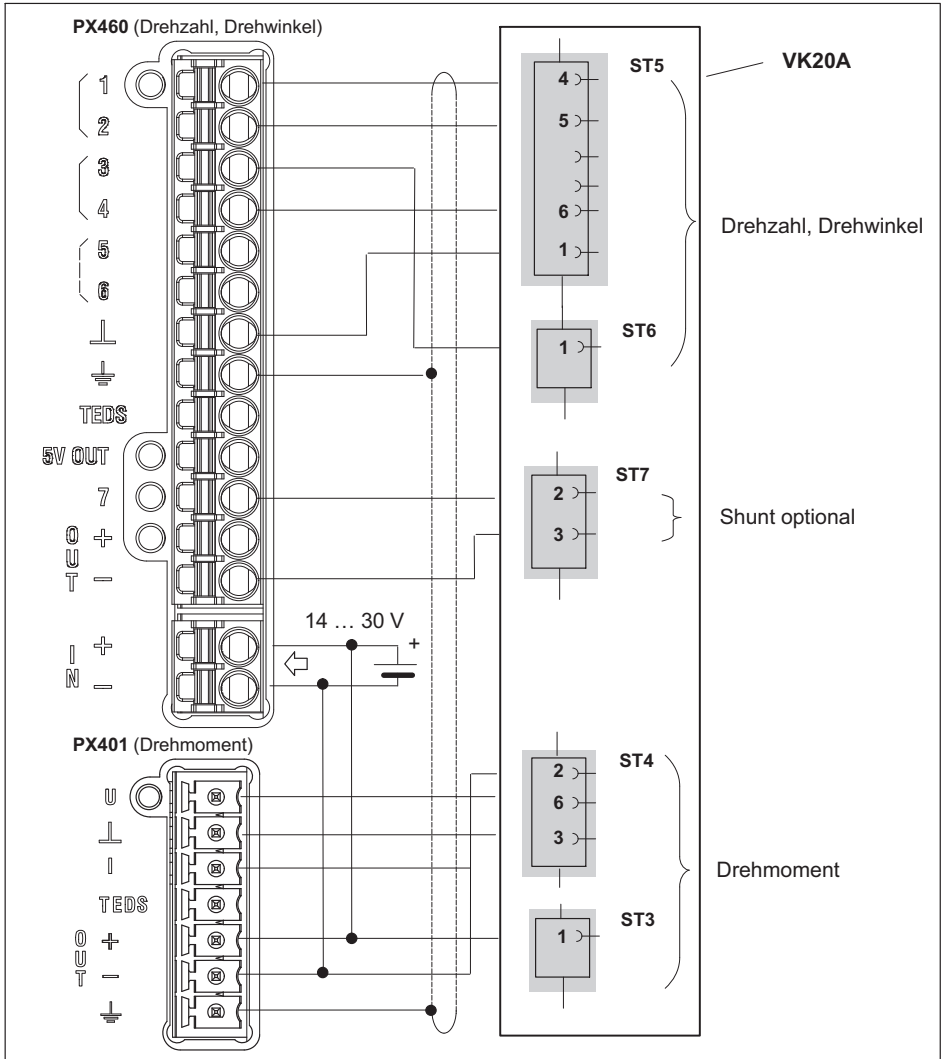 PX460 (Drehzahl, Drehwinkel)
1
2
3
4
5
6
TEDS
5V OUT
7
OUT + −
IN + −
14 … 30 V
+
PX401 (Drehmoment)
U
I
TEDS
OUT + −
VK20A
ST5
4
5
6
1
Drehzahl, Drehwinkel
ST6
1
ST7
2
3
Shunt optional
ST4
2
6
3
Drehmoment
ST3
1